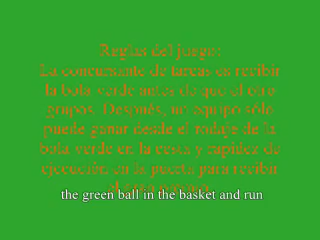 Reglas del juego:
La concursante de tareas es recibir
la bola verde antes de que el otro
grupos. Después, un equipo sólo
puede ganar desde el rodaje de la
bola verde en la cesta y rapidez de
ejecución en la puerta para recibir
el
the green ball in the basket and run